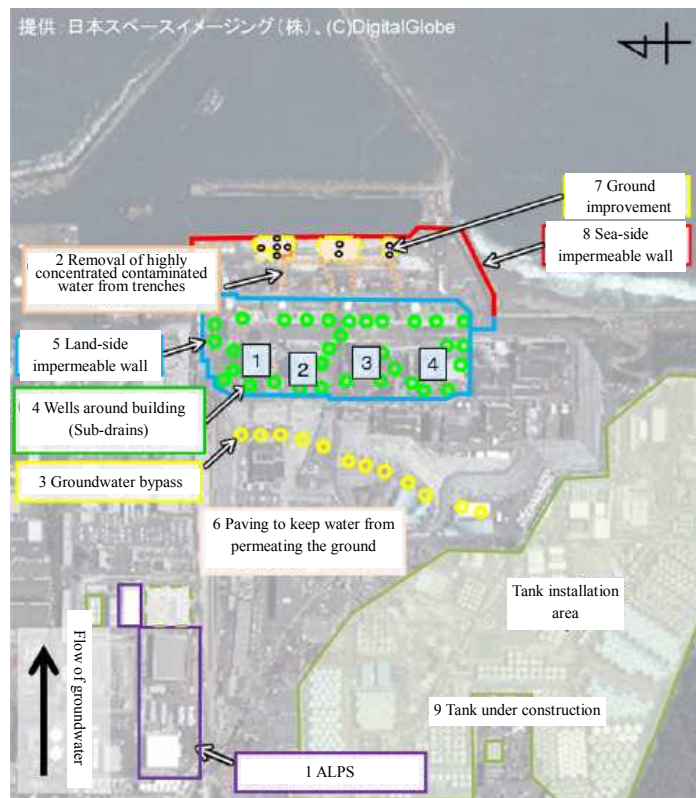 提供：日本スペースイメージング（株）、(C)DigitalGlobe
7 Ground
improvement
8 Sea-side
impermeable wall
2 Removal of highly
concentrated contaminated
water from trenches
5 Land-side
impermeable wall
1
2
3
4
4 Wells around building
(Sub-drains)
3 Groundwater bypass
6 Paving to keep water from
permeating the ground
Tank installation
area
Flow of groundwater
9 Tank under construction
1 ALPS